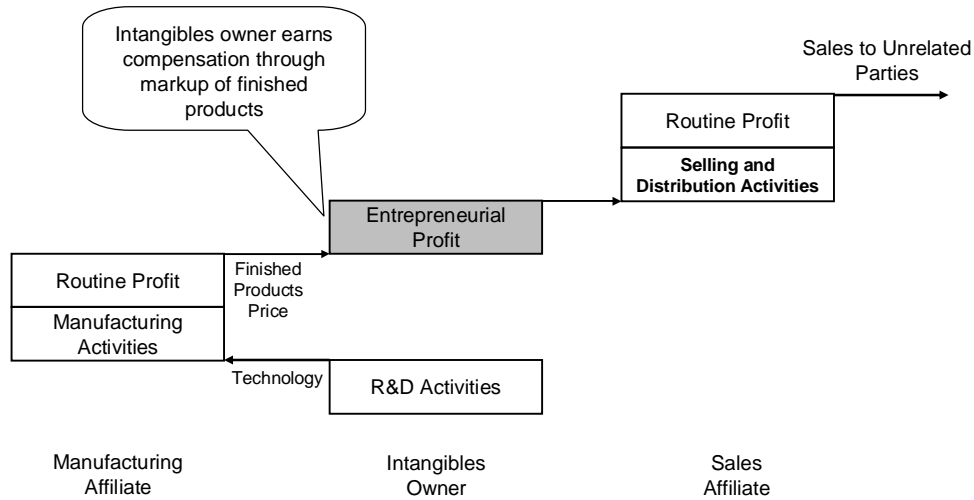 Intangibles owner earns
compensation through
markup of finished
products
Sales to Unrelated
Parties
Routine Profit
Selling and
Distribution Activities
Entrepreneurial
Profit
Routine Profit
Manufacturing
Activities
Finished
Products
Price
Technology
R&D Activities
Manufacturing
Affiliate
Intangibles
Owner
Sales
Affiliate